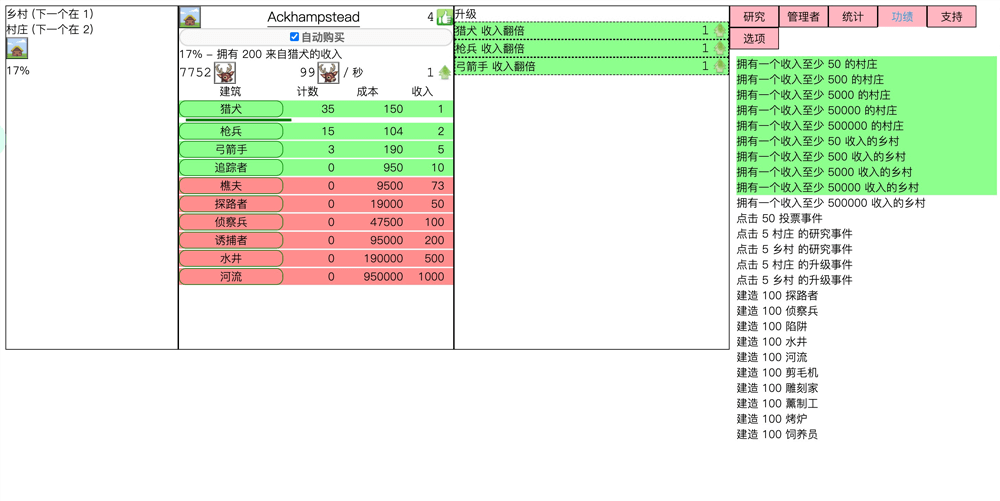 乡村 (下一个在 1)
村庄 (下一个在 2)
17%
Ackhampstead 4
自动购买
17% – 拥有 200 来自猎犬的收入
7752 99 / 秒 1
建筑 计数 成本 收入
猎犬 35 150 1
枪兵 15 104 2
弓箭手 3 190 5
追踪者 0 950 10
樵夫 0 9500 73
探路者 0 19000 50
侦察兵 0 47500 100
诱捕者 0 95000 200
水井 0 190000 500
河流 0 950000 1000
升级
猎犬 收入翻倍 1
枪兵 收入翻倍 1
弓箭手 收入翻倍 1
研究 管理者 统计 功绩 支持
选项
拥有一个收入至少 50 的村庄
拥有一个收入至少 500 的村庄
拥有一个收入至少 5000 的村庄
拥有一个收入至少 50000 的村庄
拥有一个收入至少 500000 的村庄
拥有一个收入至少 50 收入的乡村
拥有一个收入至少 500 收入的乡村
拥有一个收入至少 5000 收入的乡村
拥有一个收入至少 50000 收入的乡村
拥有一个收入至少 500000 收入的乡村
点击 50 投票事件
点击 5 村庄 的研究事件
点击 5 乡村 的研究事件
点击 5 村庄 的升级事件
点击 5 乡村 的升级事件
建造 100 探路者
建造 100 侦察兵
建造 100 陷阱
建造 100 水井
建造 100 河流
建造 100 剪毛机
建造 100 雕刻家
建造 100 薰制工
建造 100 烤炉
建造 100 饲养员